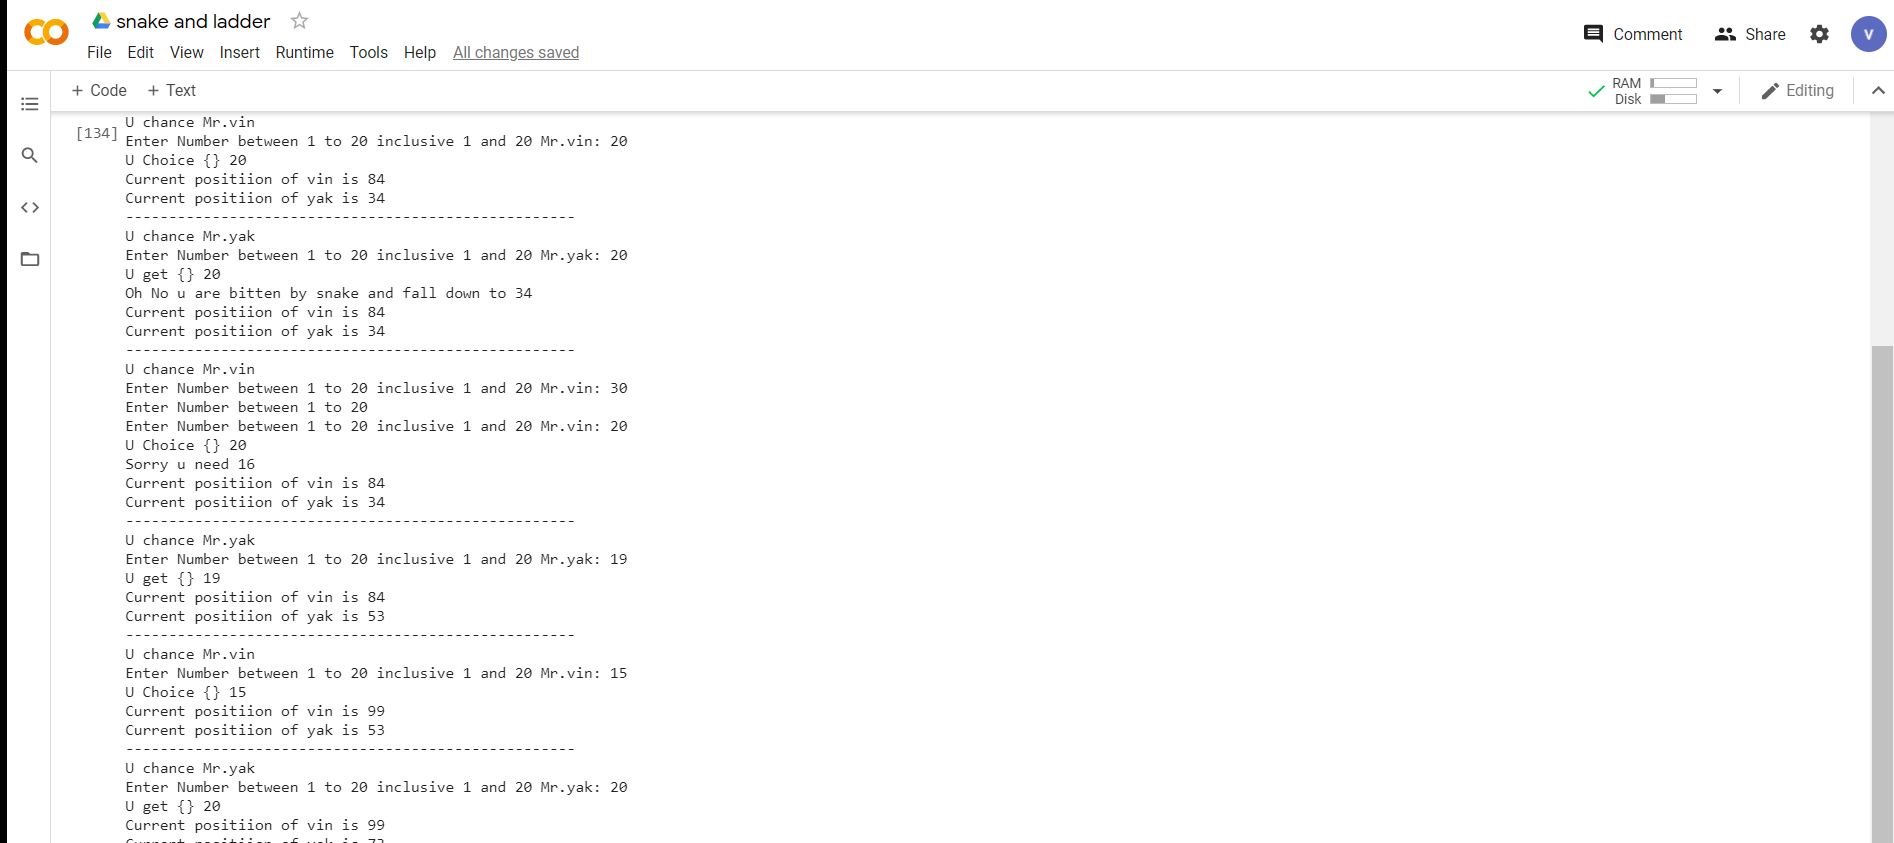 snake and ladder
File Edit View Insert Runtime Tools Help All changes saved
Comment Share V
+ Code + Text
RAM
Disk
Editing
[134]
U chance Mr.vin
Enter Number between 1 to 20 inclusive 1 and 20 Mr.vin: 20
U Choice {} 20
Current positiion of vin is 84
Current positiion of yak is 34
----------------------------------------------------
U chance Mr.yak
Enter Number between 1 to 20 inclusive 1 and 20 Mr.yak: 20
U get {} 20
Oh No u are bitten by snake and fall down to 34
Current positiion of vin is 84
Current positiion of yak is 34
----------------------------------------------------
U chance Mr.vin
Enter Number between 1 to 20 inclusive 1 and 20 Mr.vin: 30
Enter Number between 1 to 20
Enter Number between 1 to 20 inclusive 1 and 20 Mr.vin: 20
U Choice {} 20
Sorry u need 16
Current positiion of vin is 84
Current positiion of yak is 34
----------------------------------------------------
U chance Mr.yak
Enter Number between 1 to 20 inclusive 1 and 20 Mr.yak: 19
U get {} 19
Current positiion of vin is 84
Current positiion of yak is 53
----------------------------------------------------
U chance Mr.vin
Enter Number between 1 to 20 inclusive 1 and 20 Mr.vin: 15
U Choice {} 15
Current positiion of vin is 99
Current positiion of yak is 53
----------------------------------------------------
U chance Mr.yak
Enter Number between 1 to 20 inclusive 1 and 20 Mr.yak: 20
U get {} 20
Current positiion of vin is 99
Current positiion of yak is 73